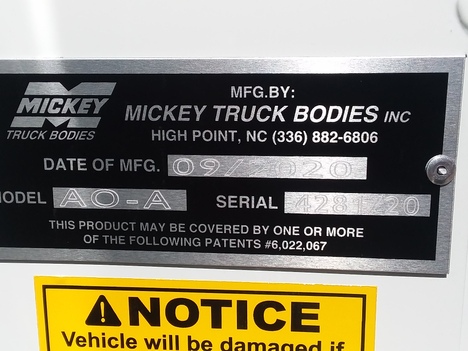 MICKEY
TRUCK BODIES
MFG.BY:
MICKEY TRUCK BODIES INC
HIGH POINT, NC (336) 882-6806
DATE OF MFG. 09/2020
MODEL AO-A SERIAL 4281/20
THIS PRODUCT MAY BE COVERED BY ONE OR MORE
OF THE FOLLOWING PATENTS #6,022,067
NOTICE
Vehicle will be damaged if